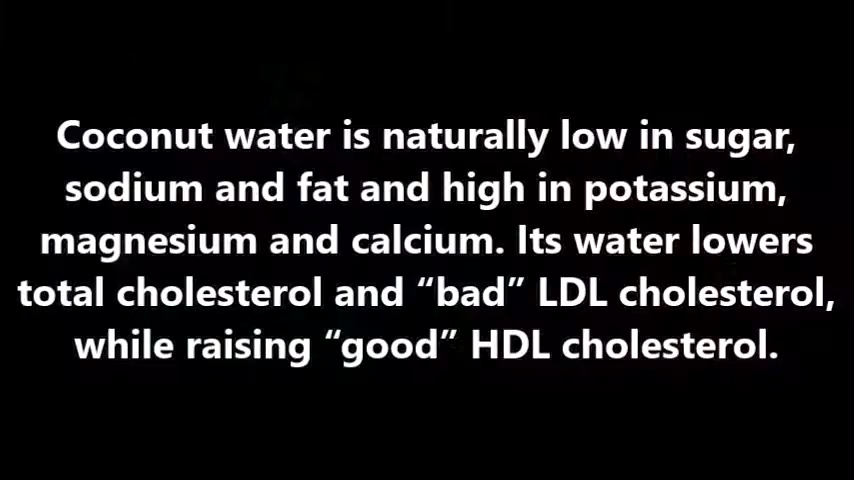 Coconut water is naturally low in sugar,
sodium and fat and high in potassium,
magnesium and calcium. Its water lowers
total cholesterol and “bad” LDL cholesterol,
while raising “good” HDL cholesterol.